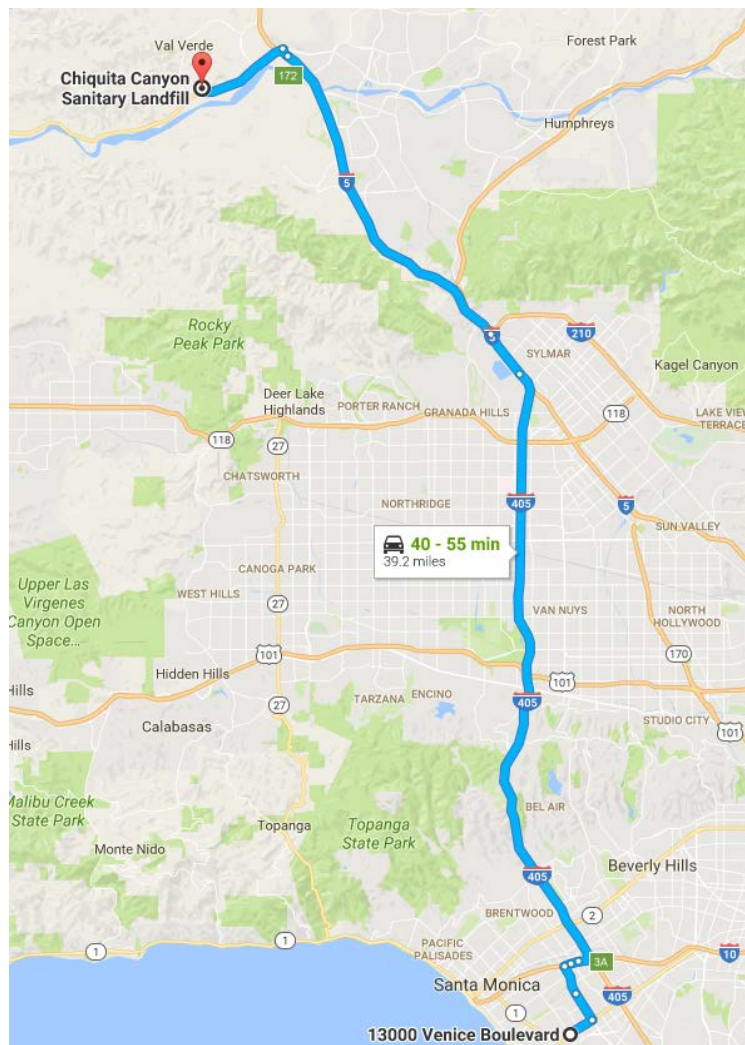 Val Verde
Forest Park
Chiquita Canyon
Sanitary Landfill
172
Humphreys
5
Rocky
Peak Park
5
210
SYLMAR
Kagel Canyon
Deer Lake
Highlands
PORTER RANCH
GRANADA HILLS
118
LAKE VIEW
TERRACE
118
27
CHATSWORTH
NORTHRIDGE
405
5
SUN VALLEY
40 - 55 min
39.2 miles
CANOGA PARK
Upper Las
Virgenes
Canyon Open
Space...
WEST HILLS
27
VAN NUYS
NORTH
HOLLYWOOD
101
170
Hidden Hills
101
Hills
27
TARZANA
ENCINO
405
STUDIO CITY
101
Calabasas
Hills
Malibu Creek
State Park
BEL AIR
Topanga
Topanga
State Park
Monte Nido
Beverly Hills
405
BRENTWOOD
2
1
1
PACIFIC
PALISADES
3A
10
Santa Monica
405
1
13000 Venice Boulevard